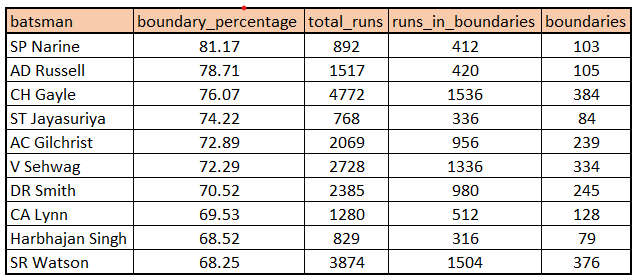 batsman boundary_percentage total_runs runs_in_boundaries boundaries
SP Narine 81.17 892 412 103
AD Russell 78.71 1517 420 105
CH Gayle 76.07 4772 1536 384
ST Jayasuriya 74.22 768 336 84
AC Gilchrist 72.89 2069 956 239
V Sehwag 72.29 2728 1336 334
DR Smith 70.52 2385 980 245
CA Lynn 69.53 1280 512 128
Harbhajan Singh 68.52 829 316 79
SR Watson 68.25 3874 1504 376